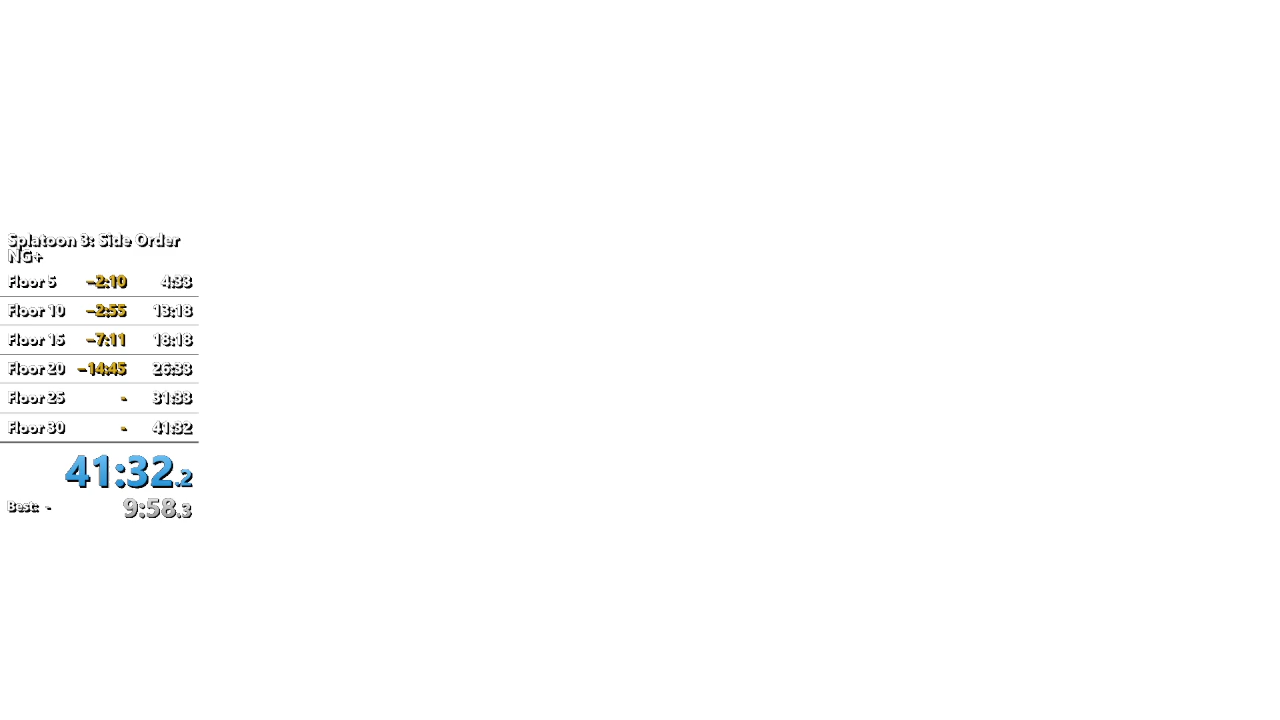 Splatoon 3: Side Order
NG+
Floor 5 −2:10 4:33
Floor 10 −2:55 13:18
Floor 15 −7:11 18:18
Floor 20 −14:45 26:33
Floor 25 - 31:33
Floor 30 - 41:32
41:32.2
Best: - 9:58.3